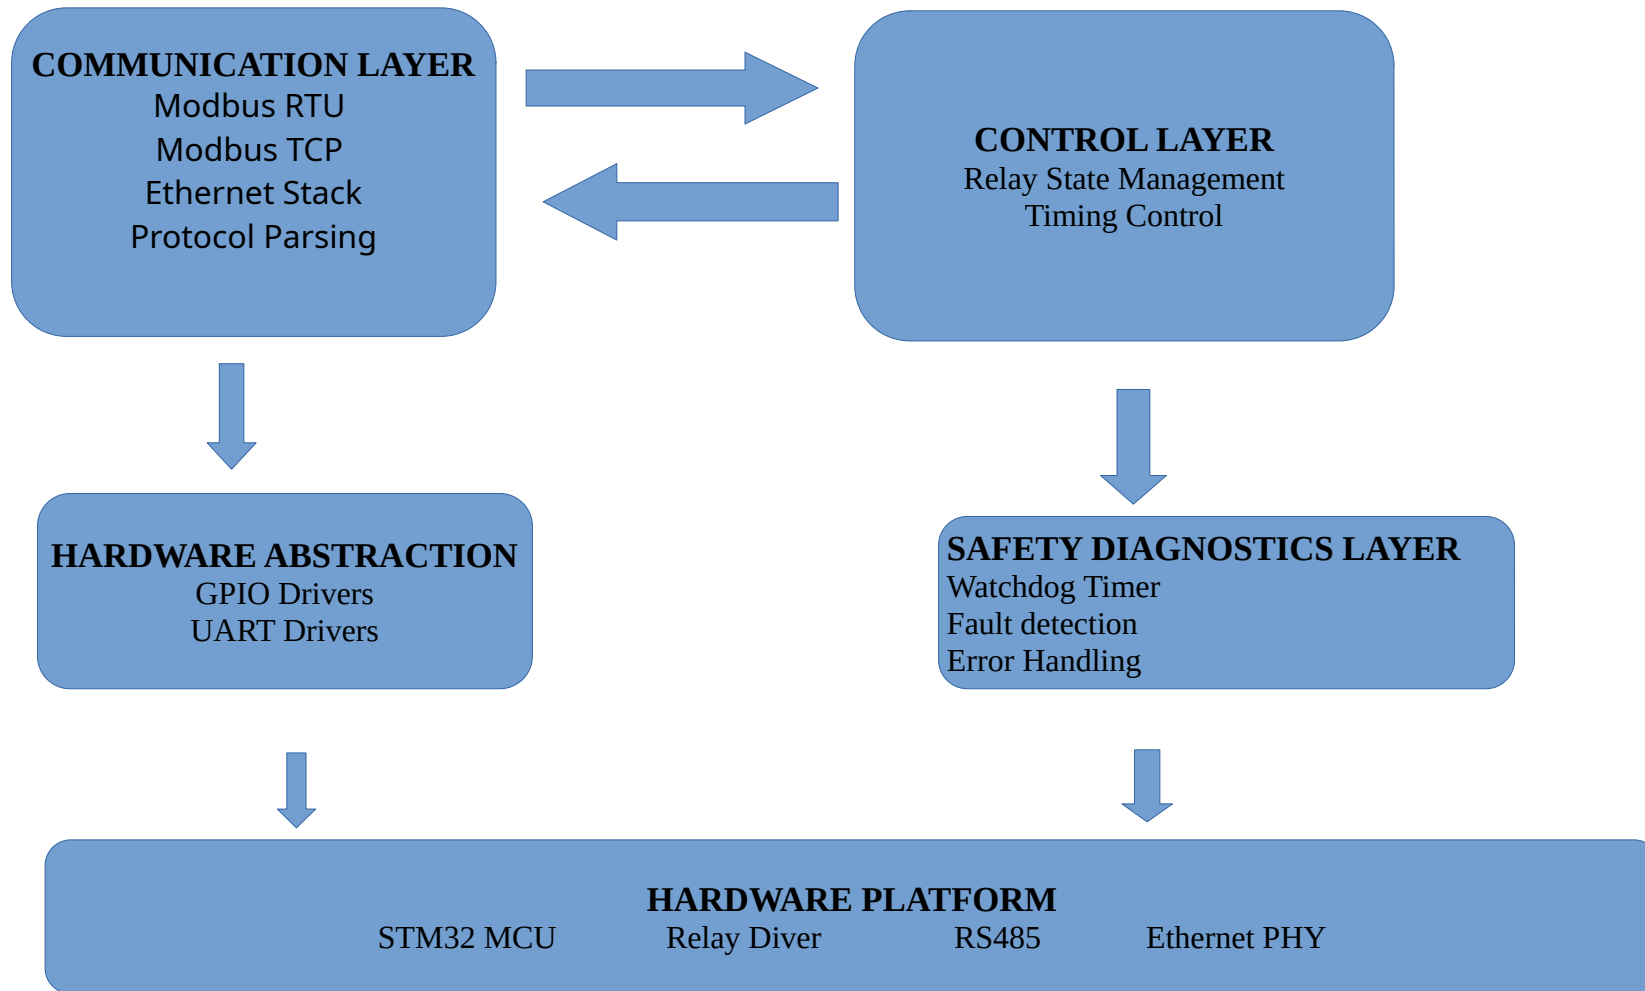 COMMUNICATION LAYER
Modbus RTU
Modbus TCP
Ethernet Stack
Protocol Parsing
CONTROL LAYER
Relay State Management
Timing Control
HARDWARE ABSTRACTION
GPIO Drivers
UART Drivers
SAFETY DIAGNOSTICS LAYER
Watchdog Timer
Fault detection
Error Handling
HARDWARE PLATFORM
STM32 MCU Relay Diver RS485 Ethernet PHY